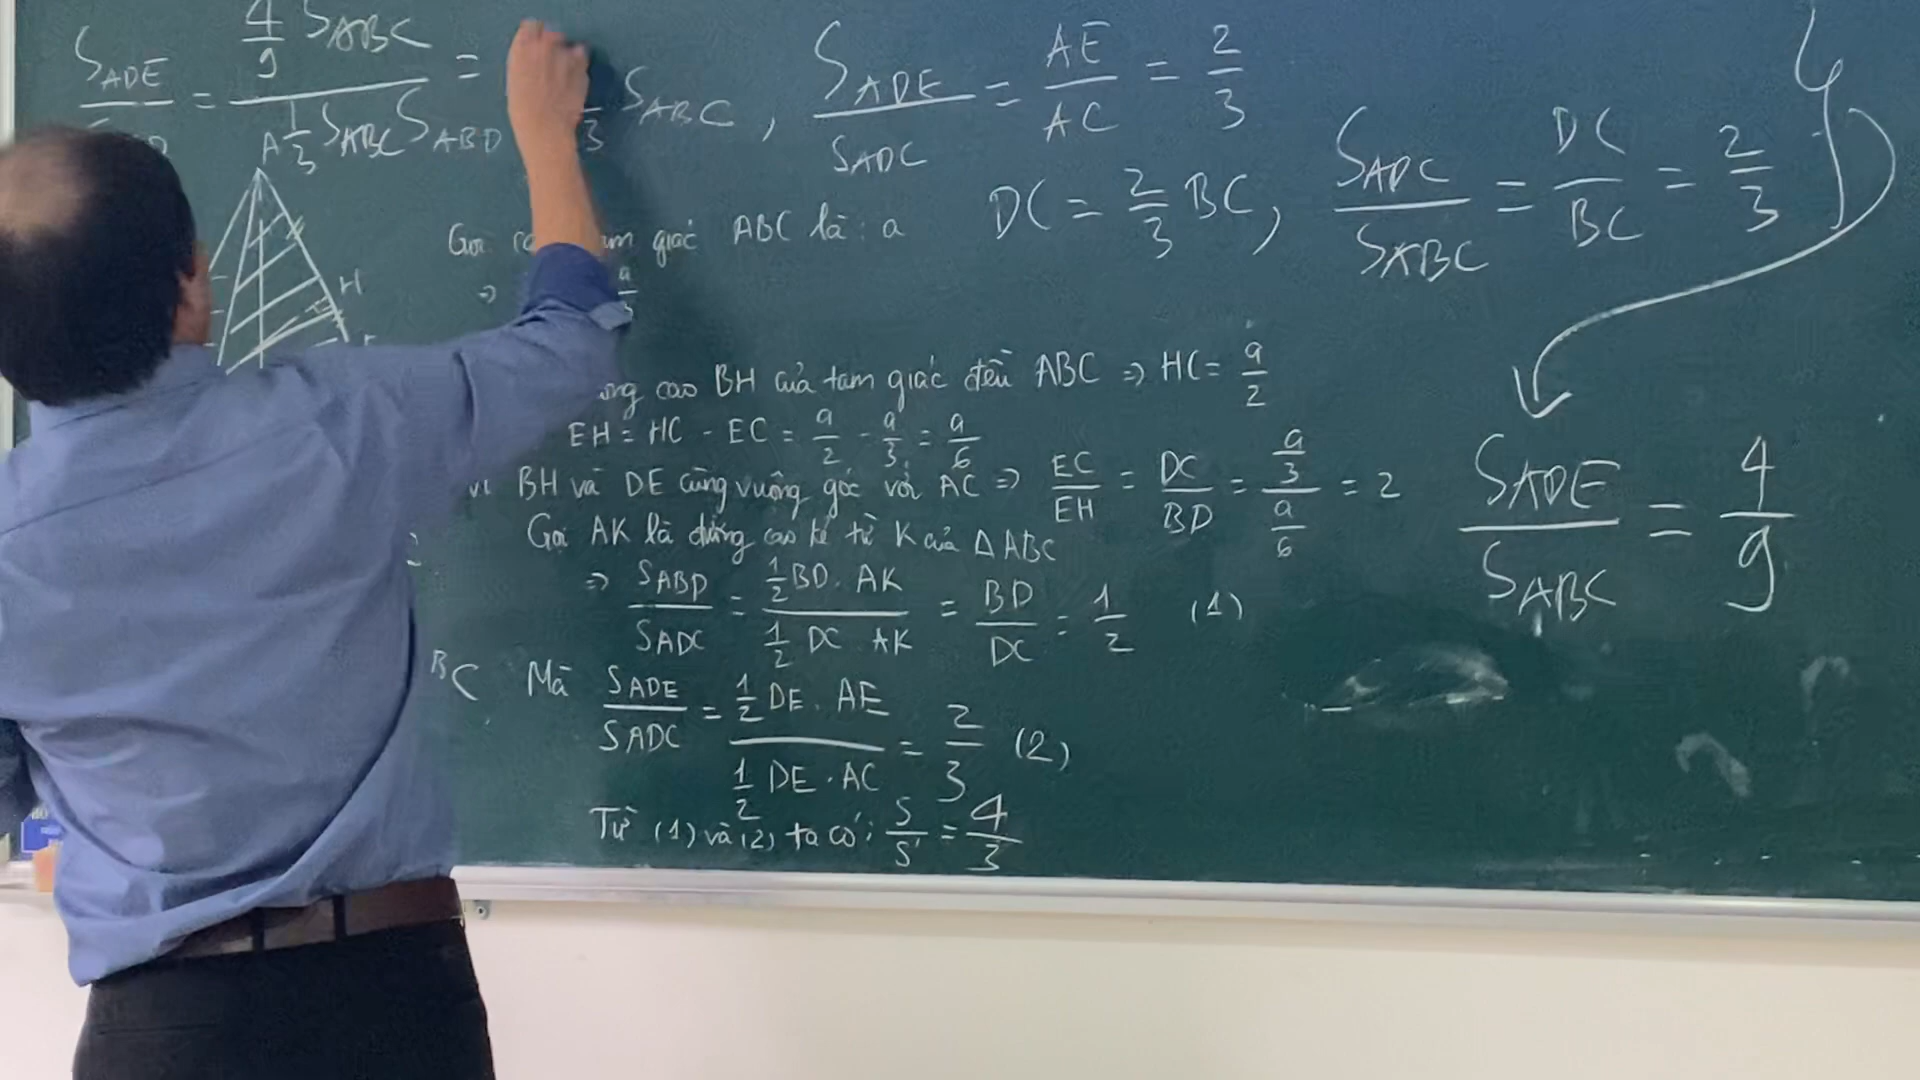 S_ADE = 4/9 S_ABC / 1/3 S_ABC =
S_ABD 3 S_ABC , S_ADE / S_ADC = AE / AC = 2/3
A
H
DC = 2/3 BC, S_ADC / S_ABC = DC / BC = 2/3
Gọi giác ABC là : a
⇒ a
cao BH của tam giác đều ABC ⇒ HC = a/2
EH = HC - EC = a/2 - a/3 = a/6
Vì BH và DE cùng vuông góc với AC ⇒ EC/EH = DC/BD = a/3 / a/6 = 2
Gọi AK là đường cao kẻ từ K của Δ ABC
⇒ S_ABD / S_ADC = 1/2 BD . AK / 1/2 DC . AK = BD / DC = 1/2 (1)
S_ADE / S_ABC = 4/9
BC
Mà S_ADE / S_ADC = 1/2 DE . AE / 1/2 DE . AC = 2/3 (2)
Từ (1) và (2) ta có : S/S' = 4/3